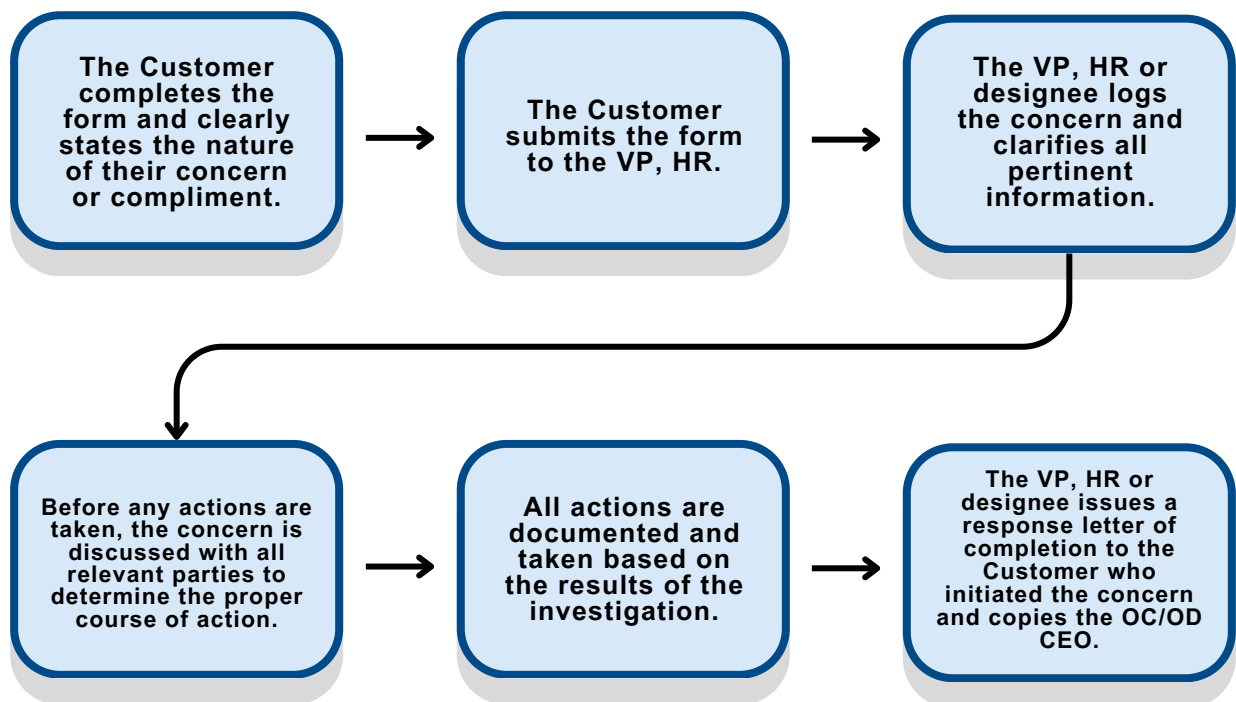 The Customer
completes the
form and clearly
states the nature
of their concern
or compliment.
The Customer
submits the form
to the VP, HR.
The VP, HR or
designee logs
the concern and
clarifies all
pertinent
information.
Before any actions are
taken, the concern is
discussed with all
relevant parties to
determine the proper
course of action.
All actions are
documented and
taken based on
the results of the
investigation.
The VP, HR or
designee issues a
response letter of
completion to the
Customer who
initiated the concern
and copies the OC/OD
CEO.